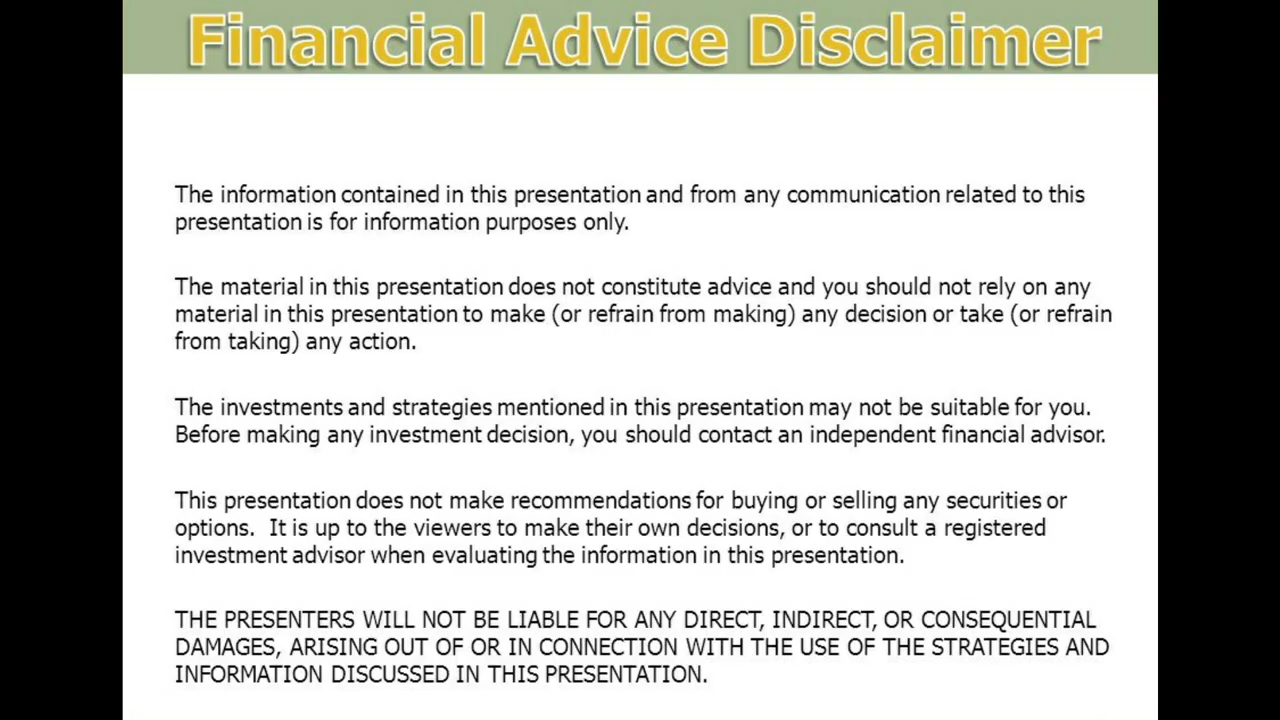 Financial Advice Disclaimer
The information contained in this presentation and from any communication related to this
presentation is for information purposes only.
The material in this presentation does not constitute advice and you should not rely on any
material in this presentation to make (or refrain from making) any decision or take (or refrain
from taking) any action.
The investments and strategies mentioned in this presentation may not be suitable for you.
Before making any investment decision, you should contact an independent financial advisor.
This presentation does not make recommendations for buying or selling any securities or
options.  It is up to the viewers to make their own decisions, or to consult a registered
investment advisor when evaluating the information in this presentation.
THE PRESENTERS WILL NOT BE LIABLE FOR ANY DIRECT, INDIRECT, OR CONSEQUENTIAL
DAMAGES, ARISING OUT OF OR IN CONNECTION WITH THE USE OF THE STRATEGIES AND
INFORMATION DISCUSSED IN THIS PRESENTATION.